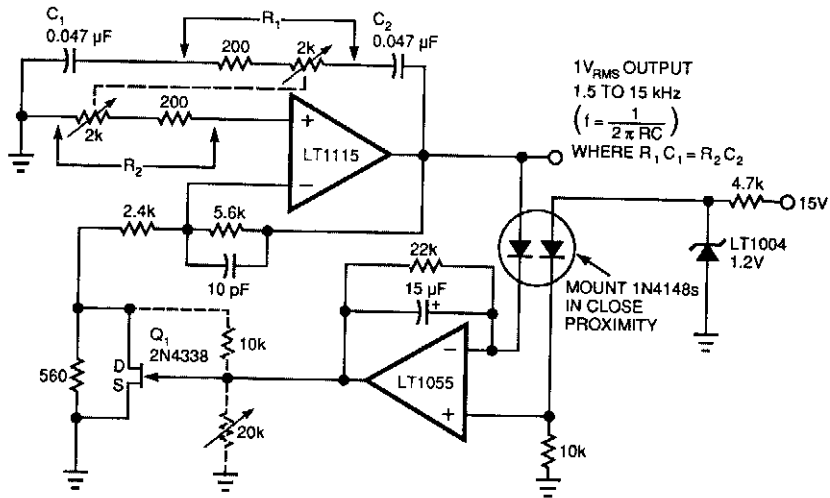 C1
0.047 µF
R1
C2
0.047 µF
200
2k
2k
200
R2
+
LT1115
−
1VRMS OUTPUT
1.5 TO 15 kHz
(f = 1 / 2 π RC)
WHERE R1C1 = R2C2
4.7k
15V
LT1004
1.2V
2.4k
5.6k
10 pF
22k
15 µF
+
MOUNT 1N4148s
IN CLOSE
PROXIMITY
Q1
2N4338
D
S
560
10k
20k
−
LT1055
+
10k